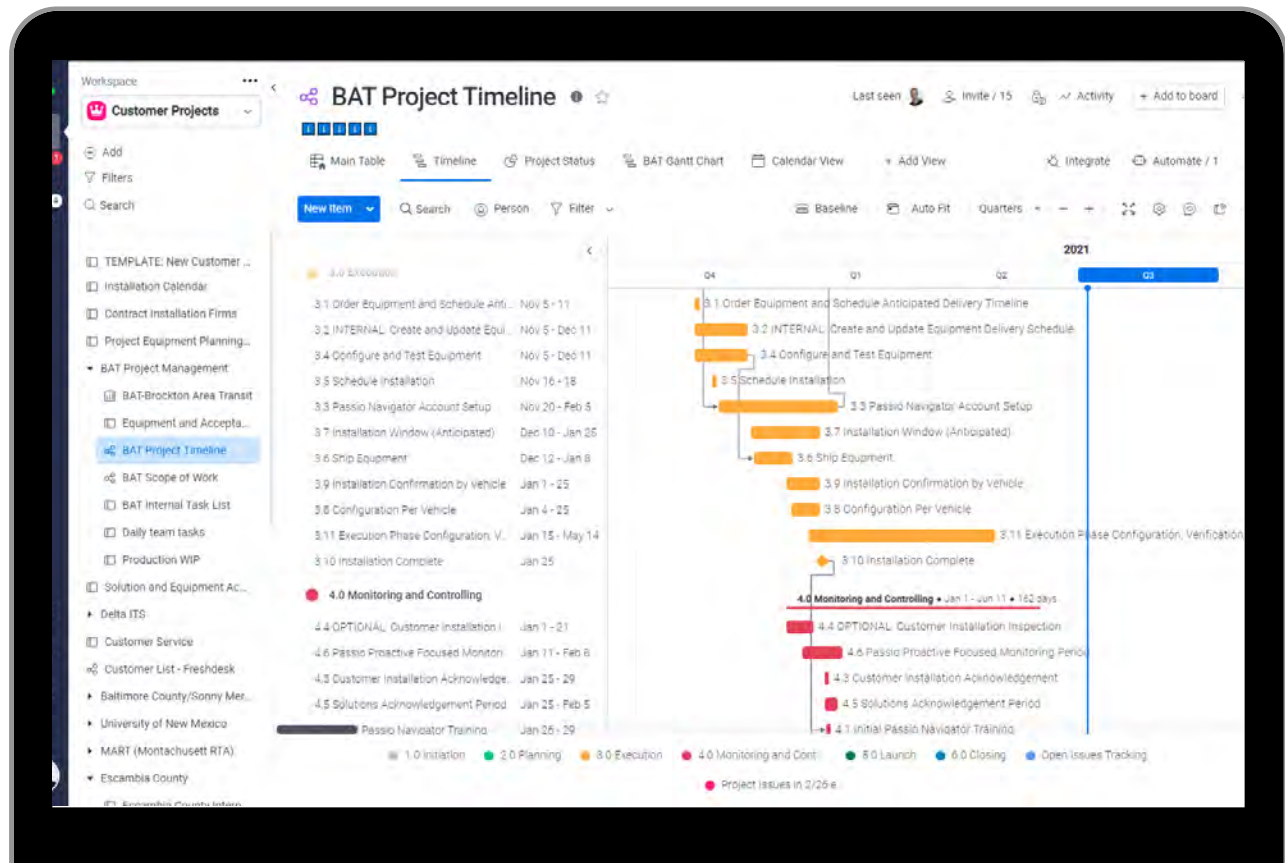 Workspace
Customer Projects
Add
Filters
Search
TEMPLATE: New Customer ...
Installation Calendar
Contract Installation Firms
Project Equipment Planning...
BAT Project Management
BAT-Brockton Area Transit
Equipment and Accepta...
BAT Project Timeline
BAT Scope of Work
BAT Internal Task List
Daily team tasks
Production WIP
Solution and Equipment Ac...
Delta ITS
Customer Service
Customer List - Freshdesk
Baltimore County/Sonny Mer...
University of New Mexico
MART (Montachusett RTA)
Escambia County
Escambia County Intern
BAT Project Timeline
Last seen Invite / 15 Activity + Add to board
Main Table Timeline Project Status BAT Gantt Chart Calendar View + Add View Integrate Automate / 1
New Item Search Person Filter Baseline Auto Fit Quarters - +
2021
Q4 Q1 Q2 Q3
3.0 Execution
3.1 Order Equipment and Schedule Anti... Nov 5 - 11
3.2 INTERNAL: Create and Update Equi... Nov 5 - Dec 11
3.4 Configure and Test Equipment Nov 5 - Dec 11
3.5 Schedule Installation Nov 16 - 18
3.3 Passio Navigator Account Setup Nov 20 - Feb 5
3.7 Installation Window (Anticipated) Dec 10 - Jan 25
3.6 Ship Equipment Dec 12 - Jan 8
3.9 Installation Confirmation by Vehicle Jan 1 - 25
3.8 Configuration Per Vehicle Jan 4 - 25
3.11 Execution Phase Configuration, V... Jan 15 - May 14
3.10 Installation Complete Jan 25
4.0 Monitoring and Controlling
4.4 OPTIONAL: Customer Installation I... Jan 1 - 21
4.6 Passio Proactive Focused Monitori... Jan 11 - Feb 8
4.3 Customer Installation Acknowledge... Jan 25 - 29
4.5 Solutions Acknowledgement Period Jan 25 - Feb 5
Passio Navigator Training Jan 26 - 29
3.1 Order Equipment and Schedule Anticipated Delivery Timeline
3.2 INTERNAL: Create and Update Equipment Delivery Schedule
3.4 Configure and Test Equipment
3.5 Schedule Installation
3.3 Passio Navigator Account Setup
3.7 Installation Window (Anticipated)
3.6 Ship Equipment
3.9 Installation Confirmation by Vehicle
3.8 Configuration Per Vehicle
3.11 Execution Phase Configuration, Verification,
3.10 Installation Complete
4.0 Monitoring and Controlling • Jan 1 - Jun 11 • 162 days
4.4 OPTIONAL: Customer Installation Inspection
4.6 Passio Proactive Focused Monitoring Period
4.3 Customer Installation Acknowledgement
4.5 Solutions Acknowledgement Period
4.1 Initial Passio Navigator Training
1.0 Initiation 2.0 Planning 3.0 Execution 4.0 Monitoring and Cont... 5.0 Launch 6.0 Closing Open Issues Tracking
Project Issues in 2/26 e...